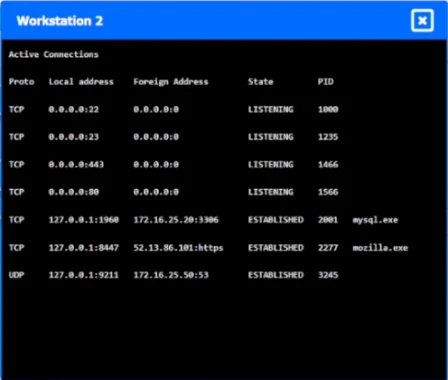 Workstation 2
Active Connections
Proto Local address Foreign Address State PID
TCP 0.0.0.0:22 0.0.0.0:0 LISTENING 1000
TCP 0.0.0.0:23 0.0.0.0:0 LISTENING 1235
TCP 0.0.0.0:443 0.0.0.0:0 LISTENING 1466
TCP 0.0.0.0:80 0.0.0.0:0 LISTENING 1566
TCP 127.0.0.1:1960 172.16.25.20:3306 ESTABLISHED 2001 mysql.exe
TCP 127.0.0.1:8447 52.13.86.101:https ESTABLISHED 2277 mozilla.exe
UDP 127.0.0.1:9211 172.16.25.50:53 ESTABLISHED 3245